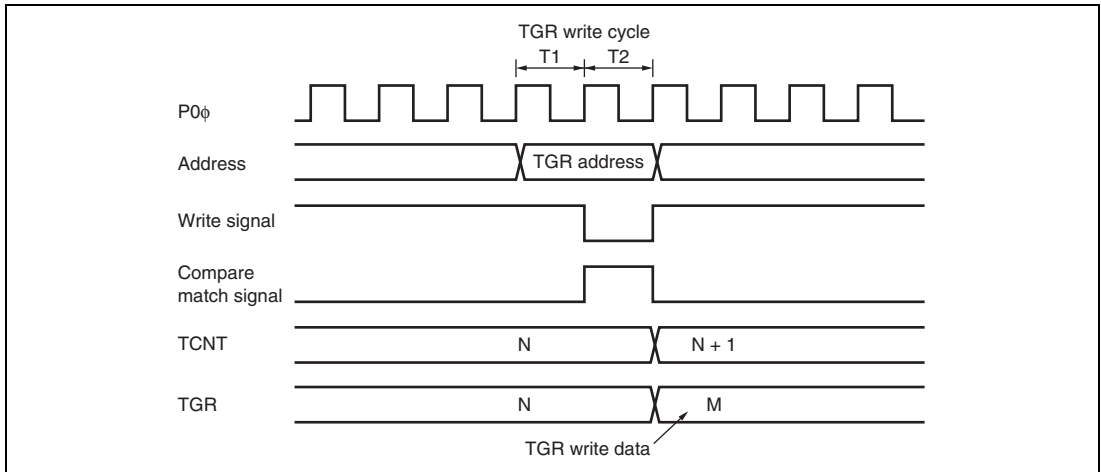 TGR write cycle
T1 T2
P0ϕ
Address TGR address
Write signal
Compare
match signal
TCNT N N + 1
TGR N M
TGR write data